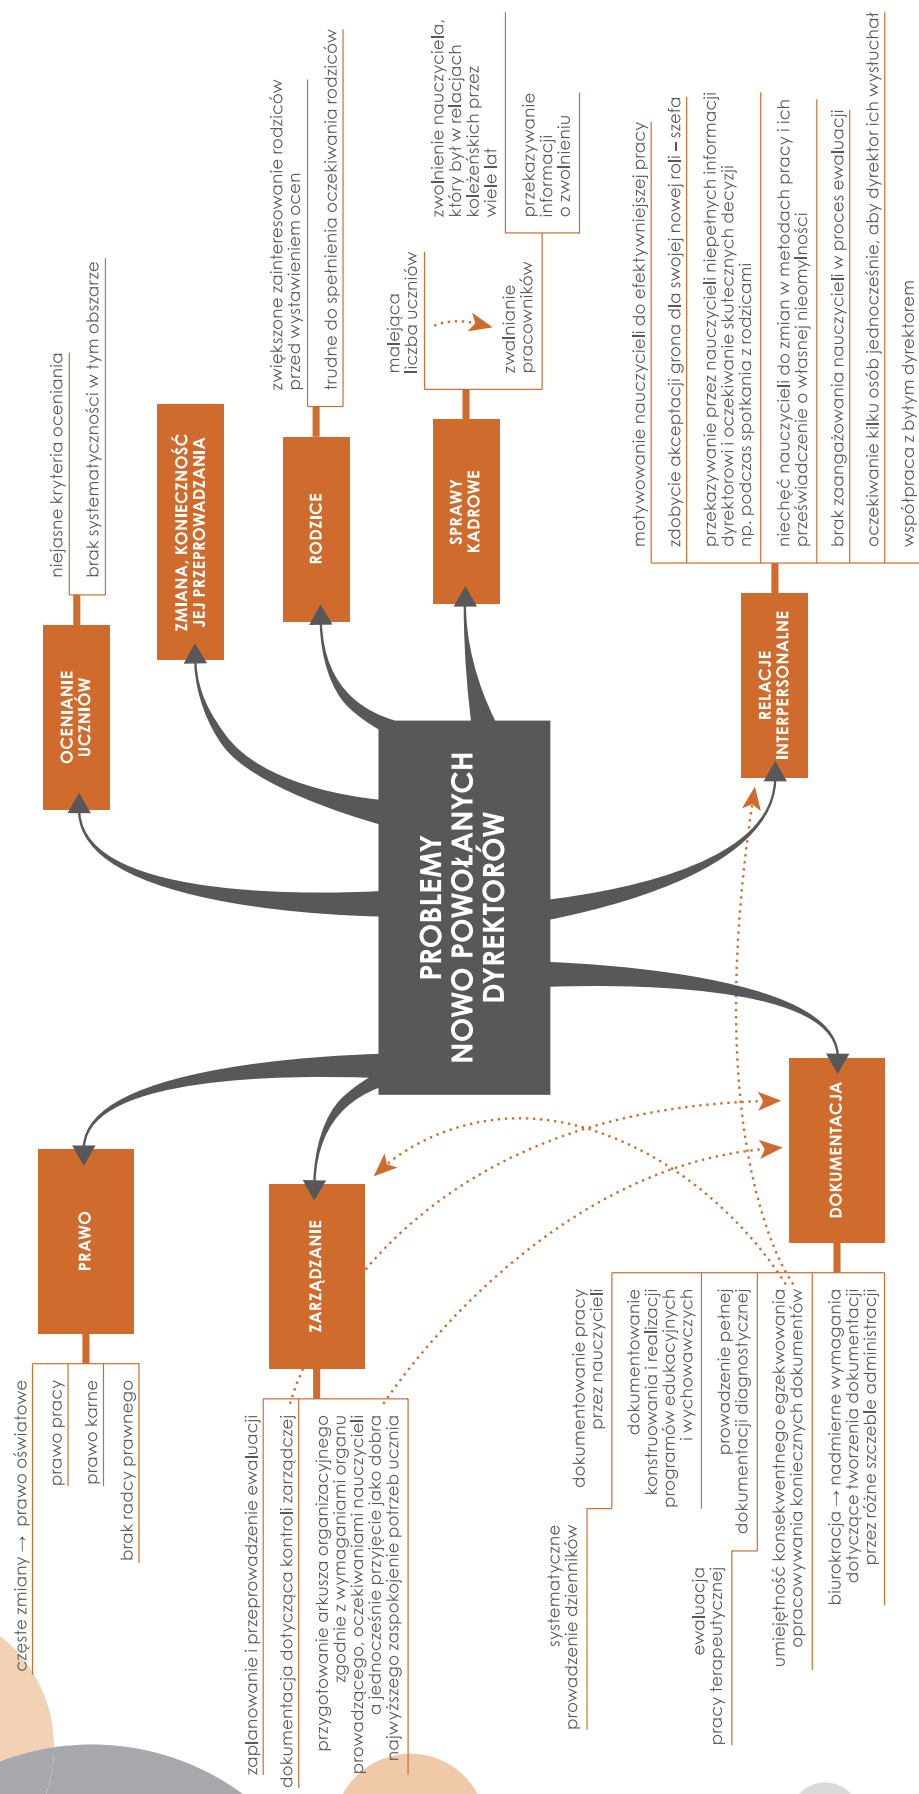 PROBLEMY
NOWO POWOŁANYCH
DYREKTORÓW
PRAWO
częste zmiany → prawo oświatowe
prawo pracy
prawo karne
brak radcy prawnego
ZARZĄDZANIE
zaplanowanie i przeprowadzenie ewaluacji
dokumentacja dotycząca kontroli zarządczej
przygotowanie arkusza organizacyjnego
zgodnie z wymaganiami organu
prowadzącego, oczekiwaniami nauczycieli
a jednocześnie przyjęcie jako dobra
najwyższego zaspokojenie potrzeb ucznia
DOKUMENTACJA
dokumentowanie pracy
przez nauczycieli
systematyczne
prowadzenie dzienników
dokumentowanie
konstruowania i realizacji
programów edukacyjnych
i wychowawczych
prowadzenie pełnej
dokumentacji diagnostycznej
ewaluacja
pracy terapeutycznej
umiejętność konsekwentnego egzekwowania
opracowywania koniecznych dokumentów
biurokracja → nadmierne wymagania
dotyczące tworzenia dokumentacji
przez różne szczeble administracji
OCENIANIE
UCZNIÓW
niejasne kryteria oceniania
brak systematyczności w tym obszarze
ZMIANA, KONIECZNOŚĆ
JEJ PRZEPROWADZANIA
RODZICE
zwiększone zainteresowanie rodziców
przed wystawieniem ocen
trudne do spełnienia oczekiwania rodziców
SPRAWY
KADROWE
malejąca
liczba uczniów
zwalnianie
pracowników
zwolnienie nauczyciela,
który był w relacjach
koleżeńskich przez
wiele lat
przekazywanie
informacji
o zwolnieniu
RELACJE
INTERPERSONALNE
motywowanie nauczycieli do efektywniejszej pracy
zdobycie akceptacji grona dla swojej nowej roli – szefa
przekazywanie przez nauczycieli niepełnych informacji
dyrektorowi i oczekiwanie skutecznych decyzji
np. podczas spotkania z rodzicami
niechęć nauczycieli do zmian w metodach pracy i ich
przeświadczenie o własnej nieomylności
brak zaangażowania nauczycieli w proces ewaluacji
oczekiwanie kilku osób jednocześnie, aby dyrektor ich wysłuchał
współpraca z byłym dyrektorem